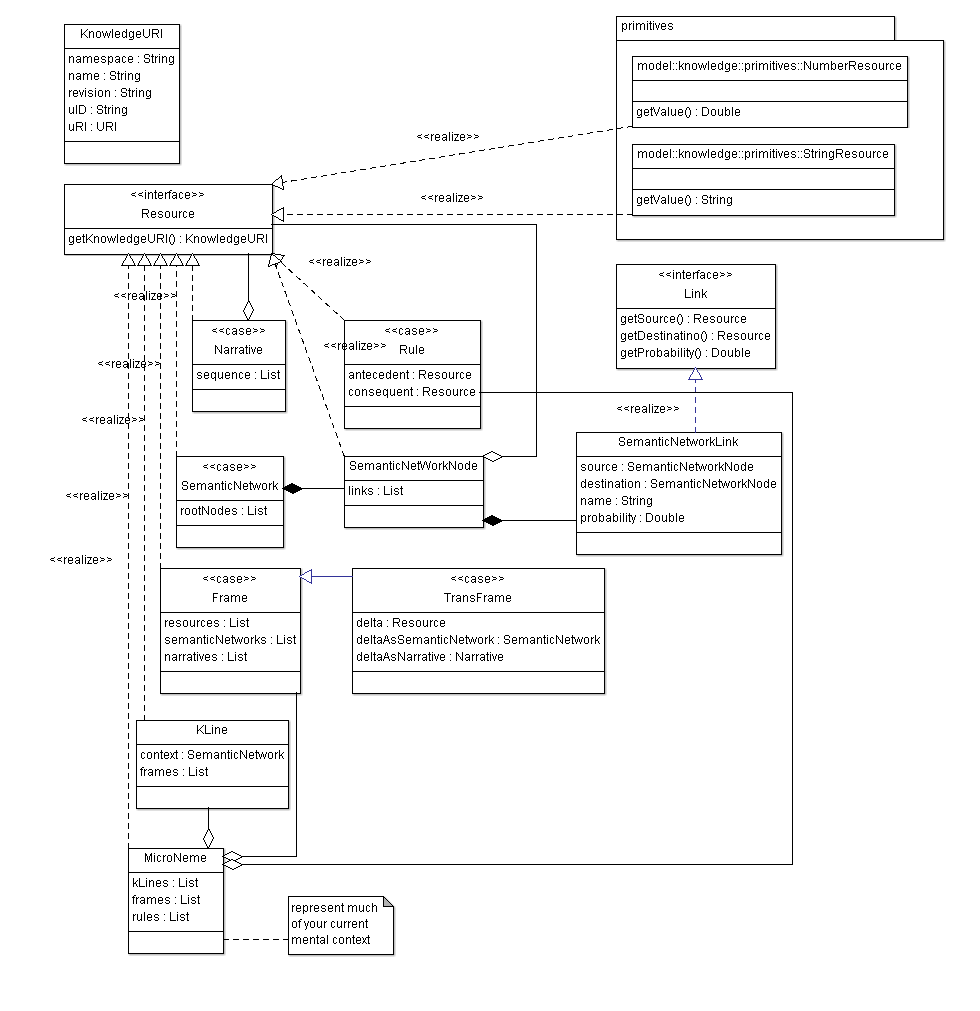 KnowledgeURI
namespace : String
name : String
revision : String
uID : String
uRI : URI
primitives
model::knowledge::primitives::NumberResource
getValue() : Double
model::knowledge::primitives::StringResource
getValue() : String
<<realize>>
<<realize>>
<<interface>>
Resource
getKnowledgeURI() : KnowledgeURI
<<realize>>
<<realize>>
<<interface>>
Link
getSource() : Resource
getDestinatino() : Resource
getProbability() : Double
<<case>>
Narrative
sequence : List
<<case>>
Rule
<<realize>>
antecedent : Resource
consequent : Resource
<<realize>>
<<realize>>
<<realize>>
<<case>>
SemanticNetwork
rootNodes : List
SemanticNetWorkNode
links : List
SemanticNetworkLink
source : SemanticNetworkNode
destination : SemanticNetworkNode
name : String
probability : Double
<<realize>>
<<realize>>
<<case>>
Frame
resources : List
semanticNetworks : List
narratives : List
<<case>>
TransFrame
delta : Resource
deltaAsSemanticNetwork : SemanticNetwork
deltaAsNarrative : Narrative
KLine
context : SemanticNetwork
frames : List
MicroNeme
kLines : List
frames : List
rules : List
represent much
of your current
mental context